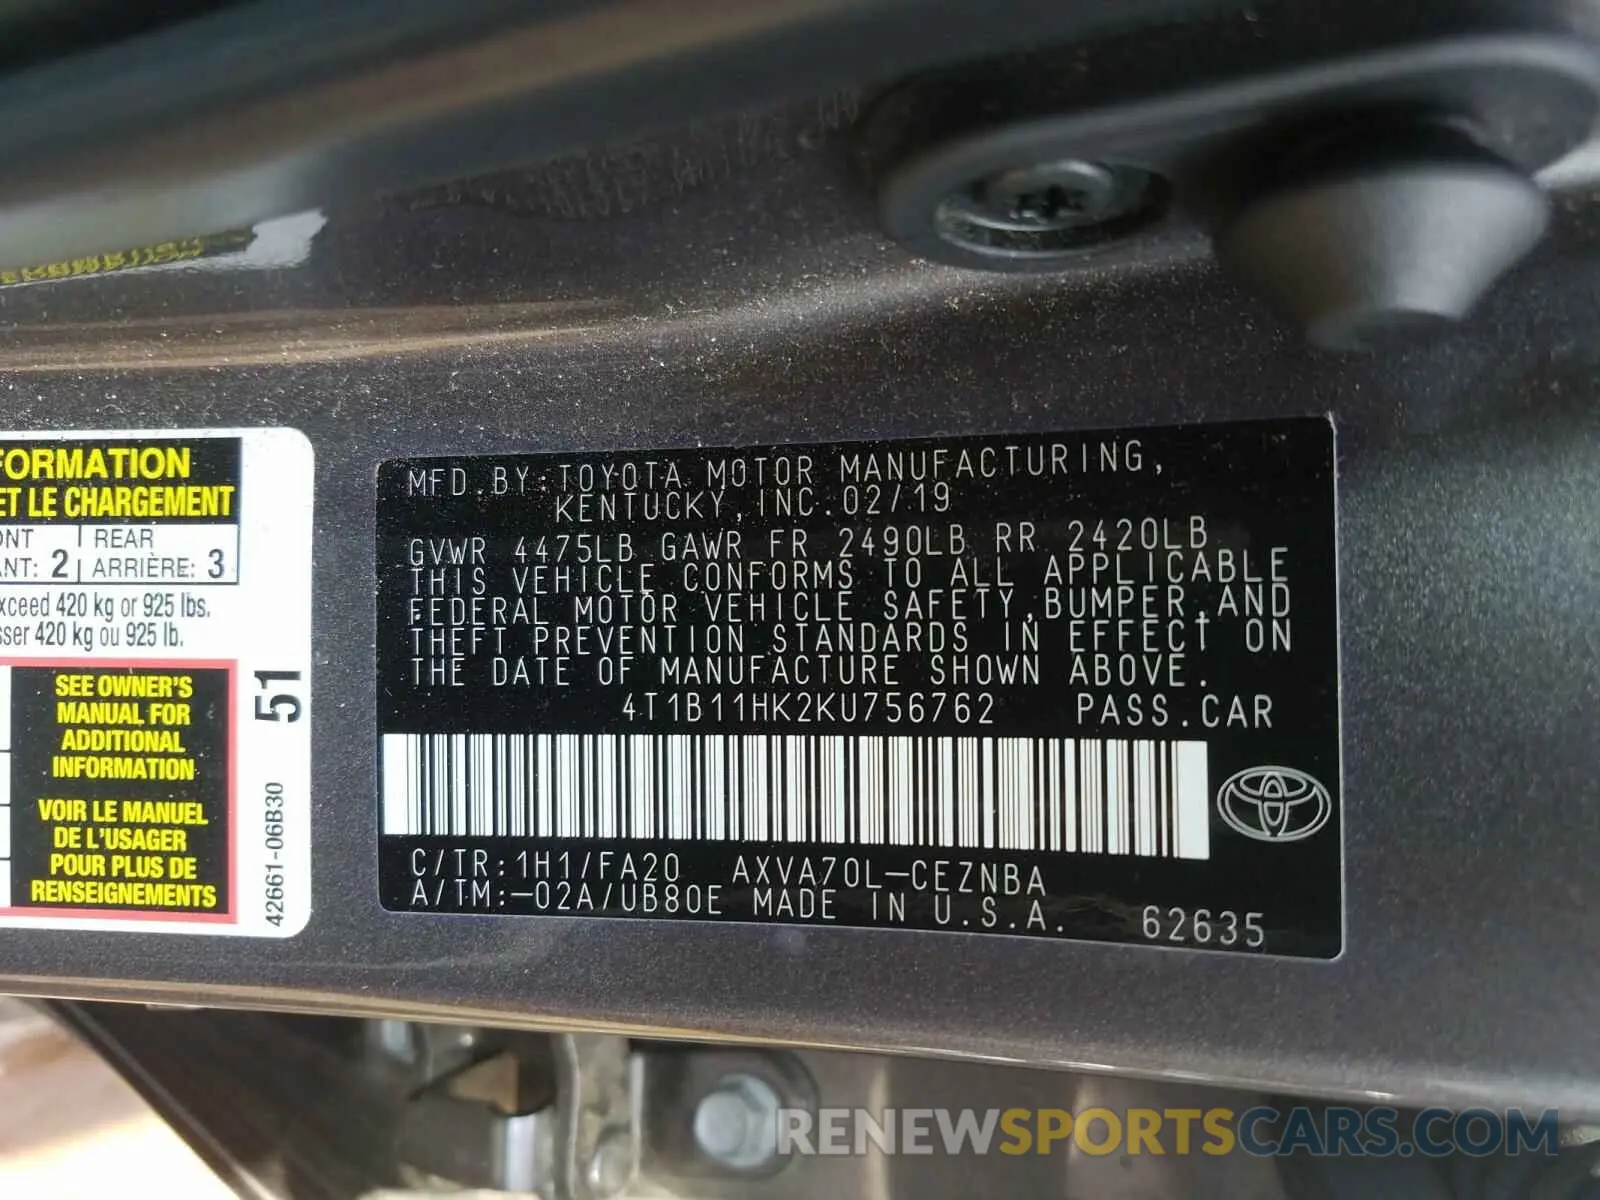 FORMATION
ET LE CHARGEMENT
REAR
2 ARRIÈRE: 3
xceed 420 kg or 925 lbs.
sser 420 kg ou 925 lb.
SEE OWNER'S
MANUAL FOR
ADDITIONAL
INFORMATION
VOIR LE MANUEL
DE L'USAGER
POUR PLUS DE
RENSEIGNEMENTS
51
42661-06B30
MFD.BY:TOYOTA MOTOR MANUFACTURING,
KENTUCKY,INC.02/19
GVWR 4475LB GAWR FR 2490LB RR 2420LB
THIS VEHICLE CONFORMS TO ALL APPLICABLE
FEDERAL MOTOR VEHICLE SAFETY,BUMPER,AND
THEFT PREVENTION STANDARDS IN EFFECT ON
THE DATE OF MANUFACTURE SHOWN ABOVE.
4T1B11HK2KU756762 PASS.CAR
C/TR:1H1/FA20 AXVA70L-CEZNBA
A/TM:-02A/UB80E MADE IN U.S.A. 62635
RENEWSPORTSCARS.COM